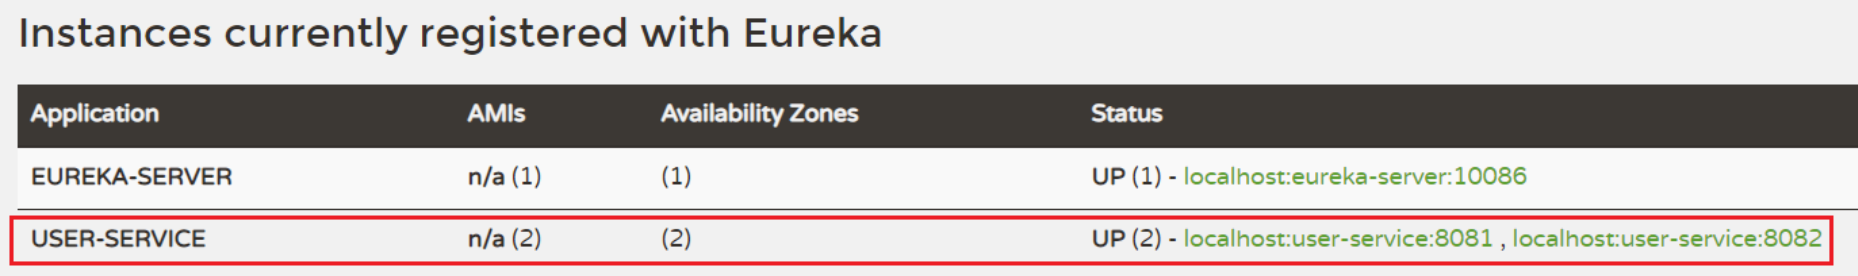 Instances currently registered with Eureka
Application AMIs Availability Zones Status
EUREKA-SERVER n/a (1) (1) UP (1) - localhost:eureka-server:10086
USER-SERVICE n/a (2) (2) UP (2) - localhost:user-service:8081 , localhost:user-service:8082